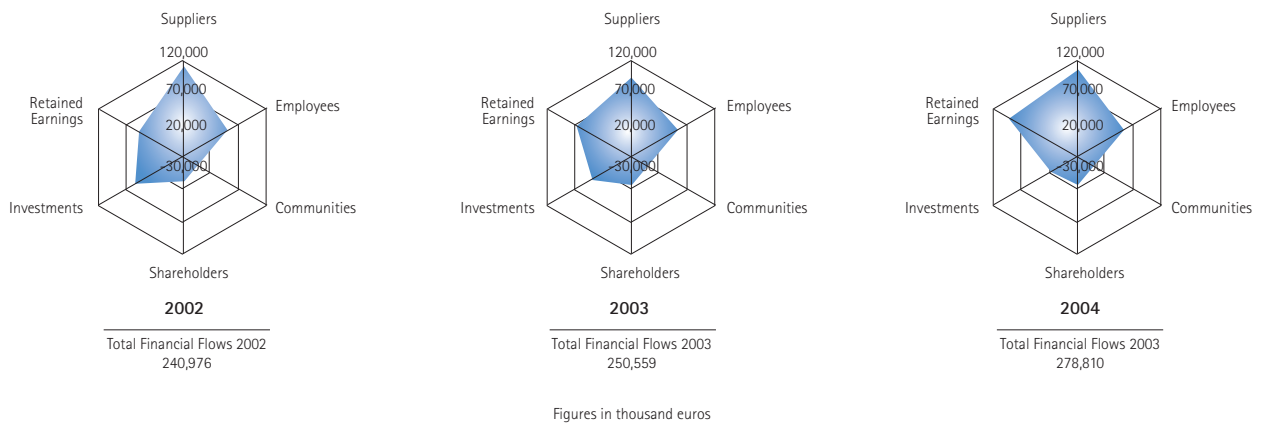 Suppliers
120,000
70,000
20,000
-30,000
Retained
Earnings
Employees
Investments
Communities
Shareholders
2002
Total Financial Flows 2002
240,976
Suppliers
120,000
70,000
20,000
-30,000
Retained
Earnings
Employees
Investments
Communities
Shareholders
2003
Total Financial Flows 2003
250,559
Suppliers
120,000
70,000
20,000
-30,000
Retained
Earnings
Employees
Investments
Communities
Shareholders
2004
Total Financial Flows 2003
278,810
Figures in thousand euros